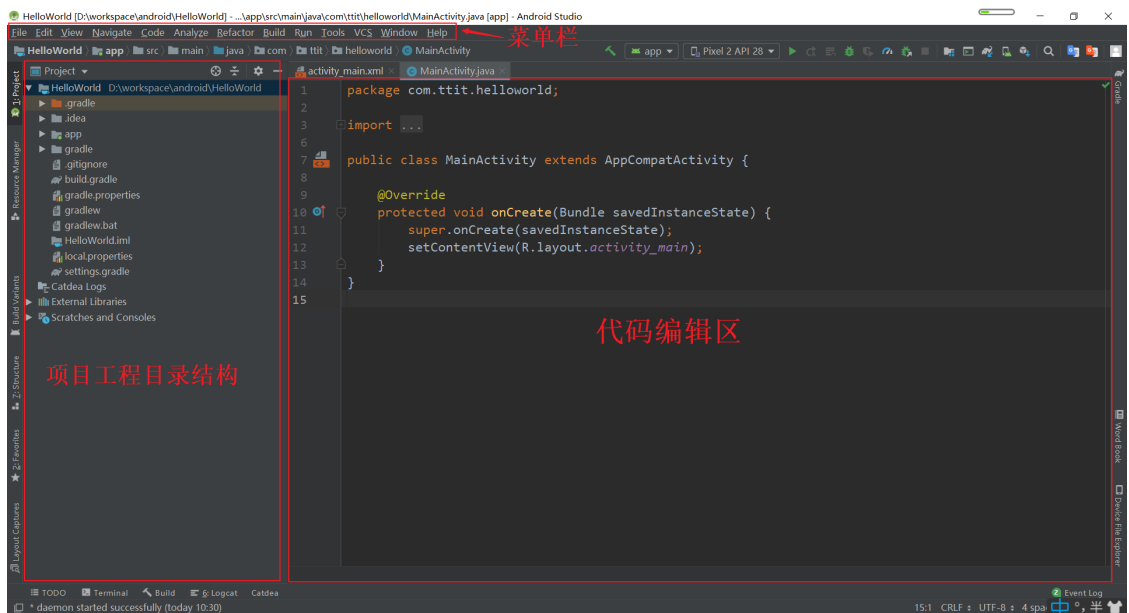 HelloWorld [D:\workspace\android\HelloWorld] - ...\app\src\main\java\com\ttit\helloworld\MainActivity.java [app] - Android Studio
File Edit View Navigate Code Analyze Refactor Build Run Tools VCS Window Help
菜单栏
HelloWorld app src main java com ttit helloworld MainActivity
app Pixel 2 API 28
Project
activity_main.xml MainActivity.java
1: Project
Resource Manager
Build Variants
7: Structure
2: Favorites
Layout Captures
HelloWorld D:\workspace\android\HelloWorld
.gradle
.idea
app
gradle
.gitignore
build.gradle
gradle.properties
gradlew
gradlew.bat
HelloWorld.iml
local.properties
settings.gradle
Catdea Logs
External Libraries
Scratches and Consoles
项目工程目录结构
1 package com.ttit.helloworld;
2
3 import ...
6
7 public class MainActivity extends AppCompatActivity {
8
9 @Override
10 protected void onCreate(Bundle savedInstanceState) {
11 super.onCreate(savedInstanceState);
12 setContentView(R.layout.activity_main);
13 }
14 }
15
代码编辑区
Gradle
Word Book
Device File Explorer
TODO Terminal Build 6: Logcat Catdea
Event Log
* daemon started successfully (today 10:30)
15:1 CRLF UTF-8 4 spa
中 °, 半